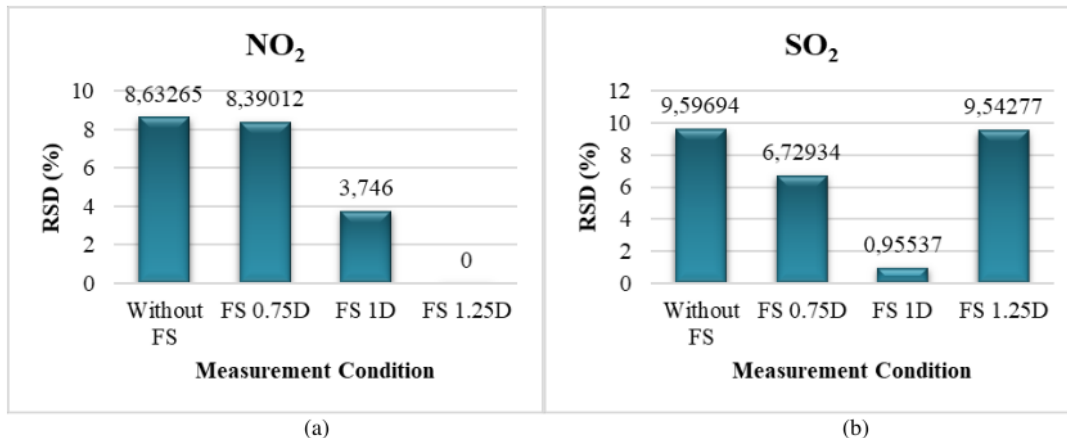 NO₂
10
8
6
4
2
0
RSD (%)
8,63265
8,39012
3,746
0
Without FS
FS 0.75D
FS 1D
FS 1.25D
Measurement Condition
(a)
SO₂
12
10
8
6
4
2
0
RSD (%)
9,59694
6,72934
0,95537
9,54277
Without FS
FS 0.75D
FS 1D
FS 1.25D
Measurement Condition
(b)